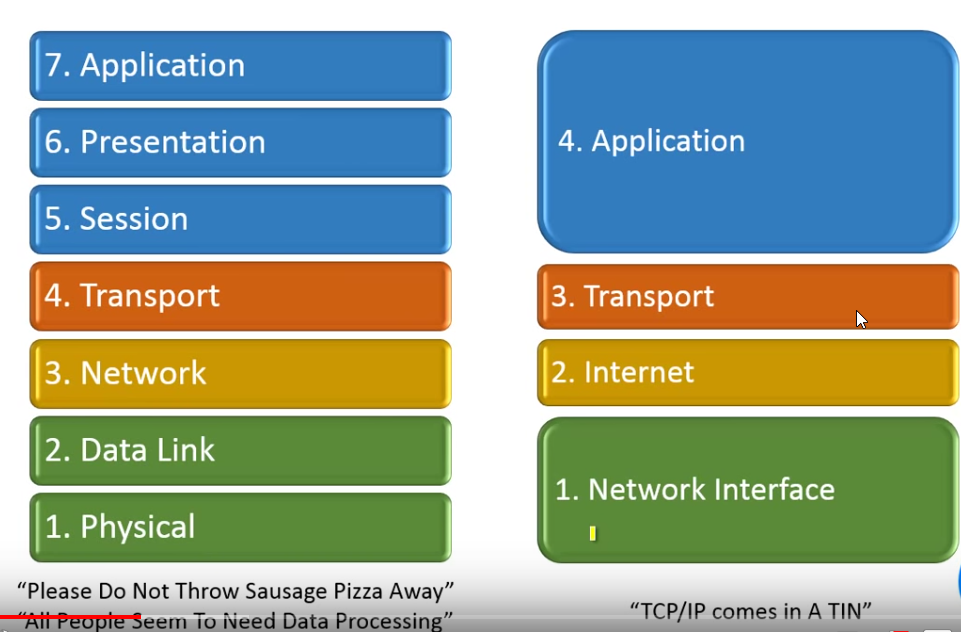 7. Application
6. Presentation
5. Session
4. Transport
3. Network
2. Data Link
1. Physical
“Please Do Not Throw Sausage Pizza Away”
“All People Seem To Need Data Processing”
4. Application
3. Transport
2. Internet
1. Network Interface
“TCP/IP comes in A TIN”